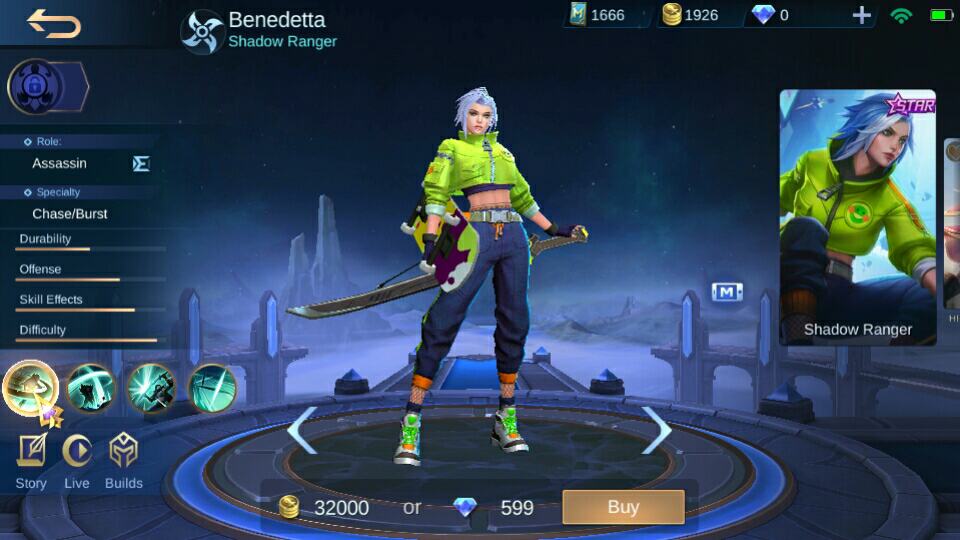 Benedetta
Shadow Ranger
1666
1926
0
Role:
Assassin
Specialty
Chase/Burst
Durability
Offense
Skill Effects
Difficulty
Story
Live
Builds
M
STAR
Shadow Ranger
HI
32000
or
599
Buy